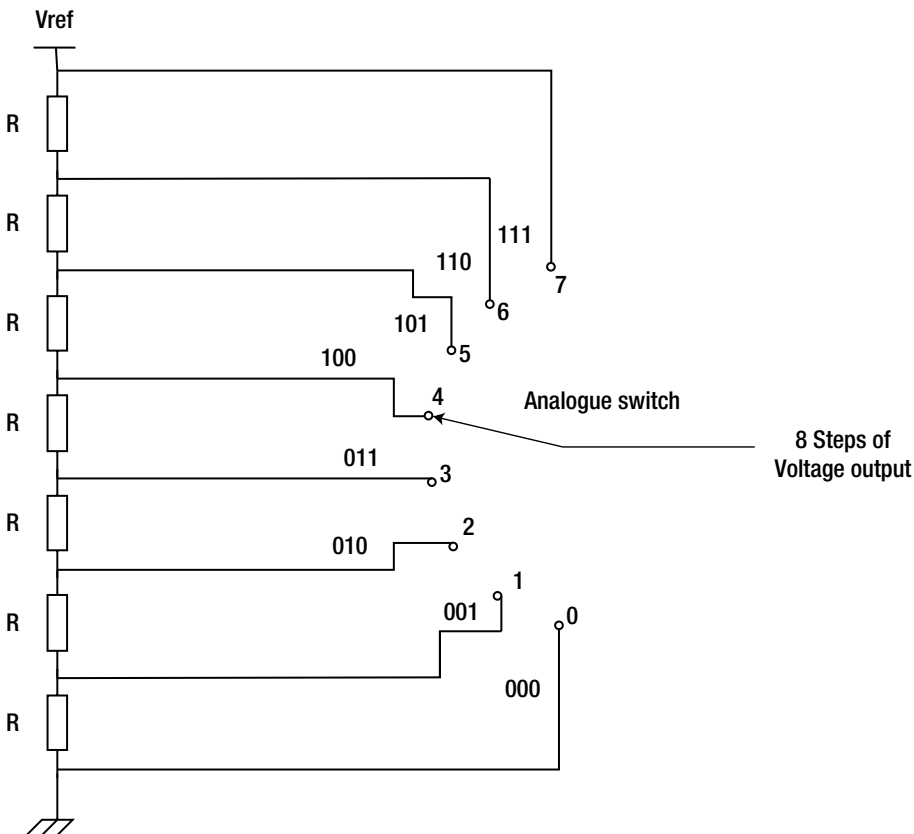 Vref
R
R
111
110
7
6
R
101
5
100
4
Analogue switch
R
8 Steps of
Voltage output
011
3
R
2
010
1
R
001
0
000
R